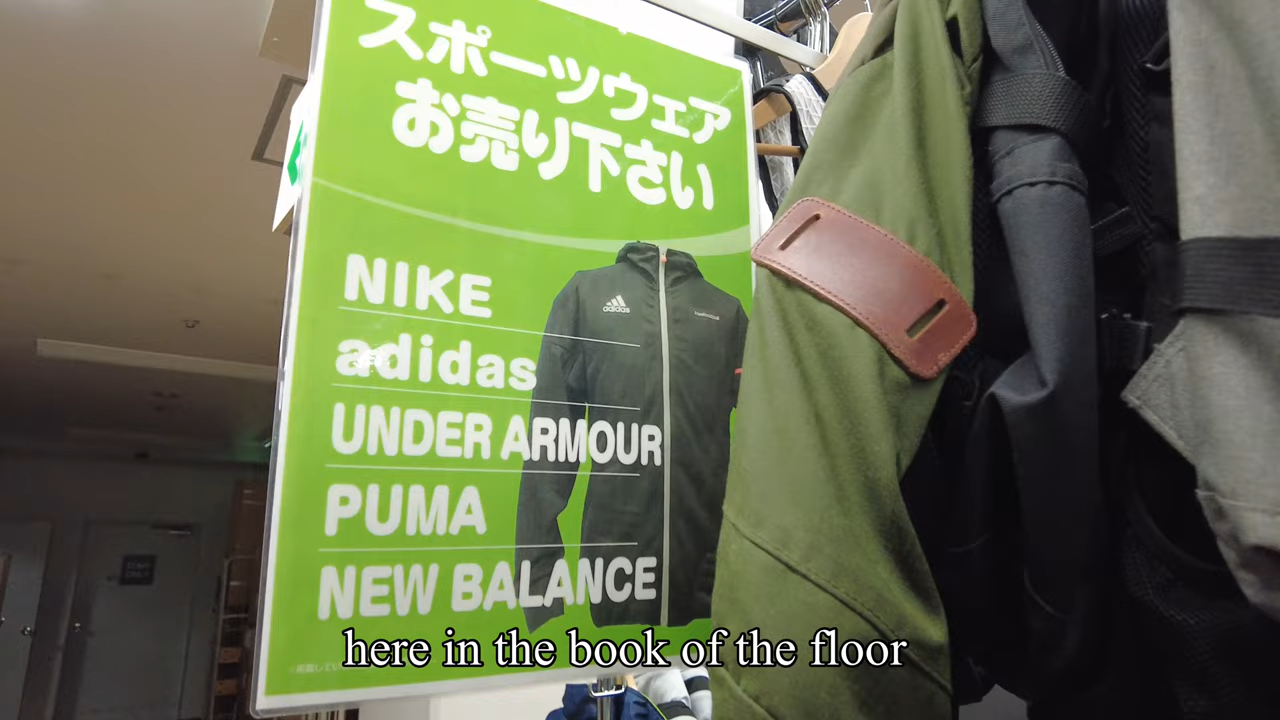 スポーツウェア
お売り下さい
NIKE
adidas
adidas
UNDER ARMOUR
PUMA
NEW BALANCE
here in the book of the floor